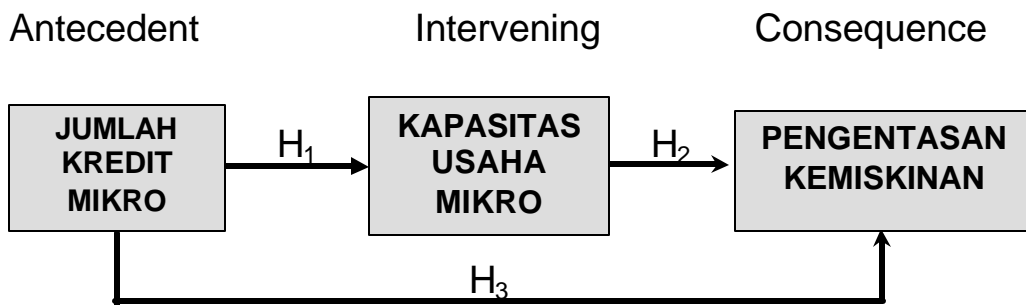 Antecedent Intervening Consequence
JUMLAH
KREDIT
MIKRO
H₁
KAPASITAS
USAHA
MIKRO
H₂
PENGENTASAN
KEMISKINAN
H₃